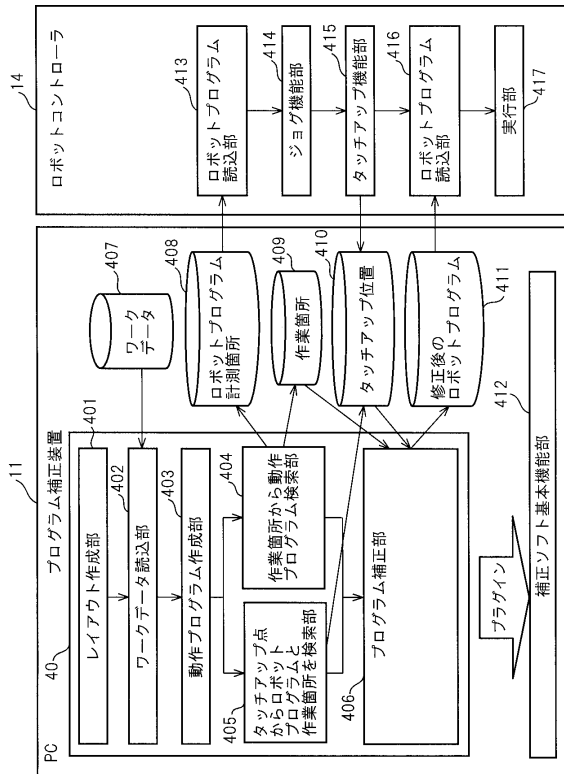 11
PC
プログラム補正装置
40
レイアウト作成部
401
ワークデータ読込部
402
動作プログラム作成部
403
作業箇所から動作
プログラム検索部
404
タッチアップ点
からロボット
プログラムと
作業箇所を検索部
405
プログラム補正部
406
ワーク
データ
407
ロボットプログラム
計測箇所
408
作業箇所
409
タッチアップ位置
410
修正後の
ロボットプログラム
411
プラグイン
補正ソフト基本機能部
412
14
ロボットコントローラ
ロボットプログラム
読込部
413
ジョグ機能部
414
タッチアップ機能部
415
ロボットプログラム
読込部
416
実行部
417